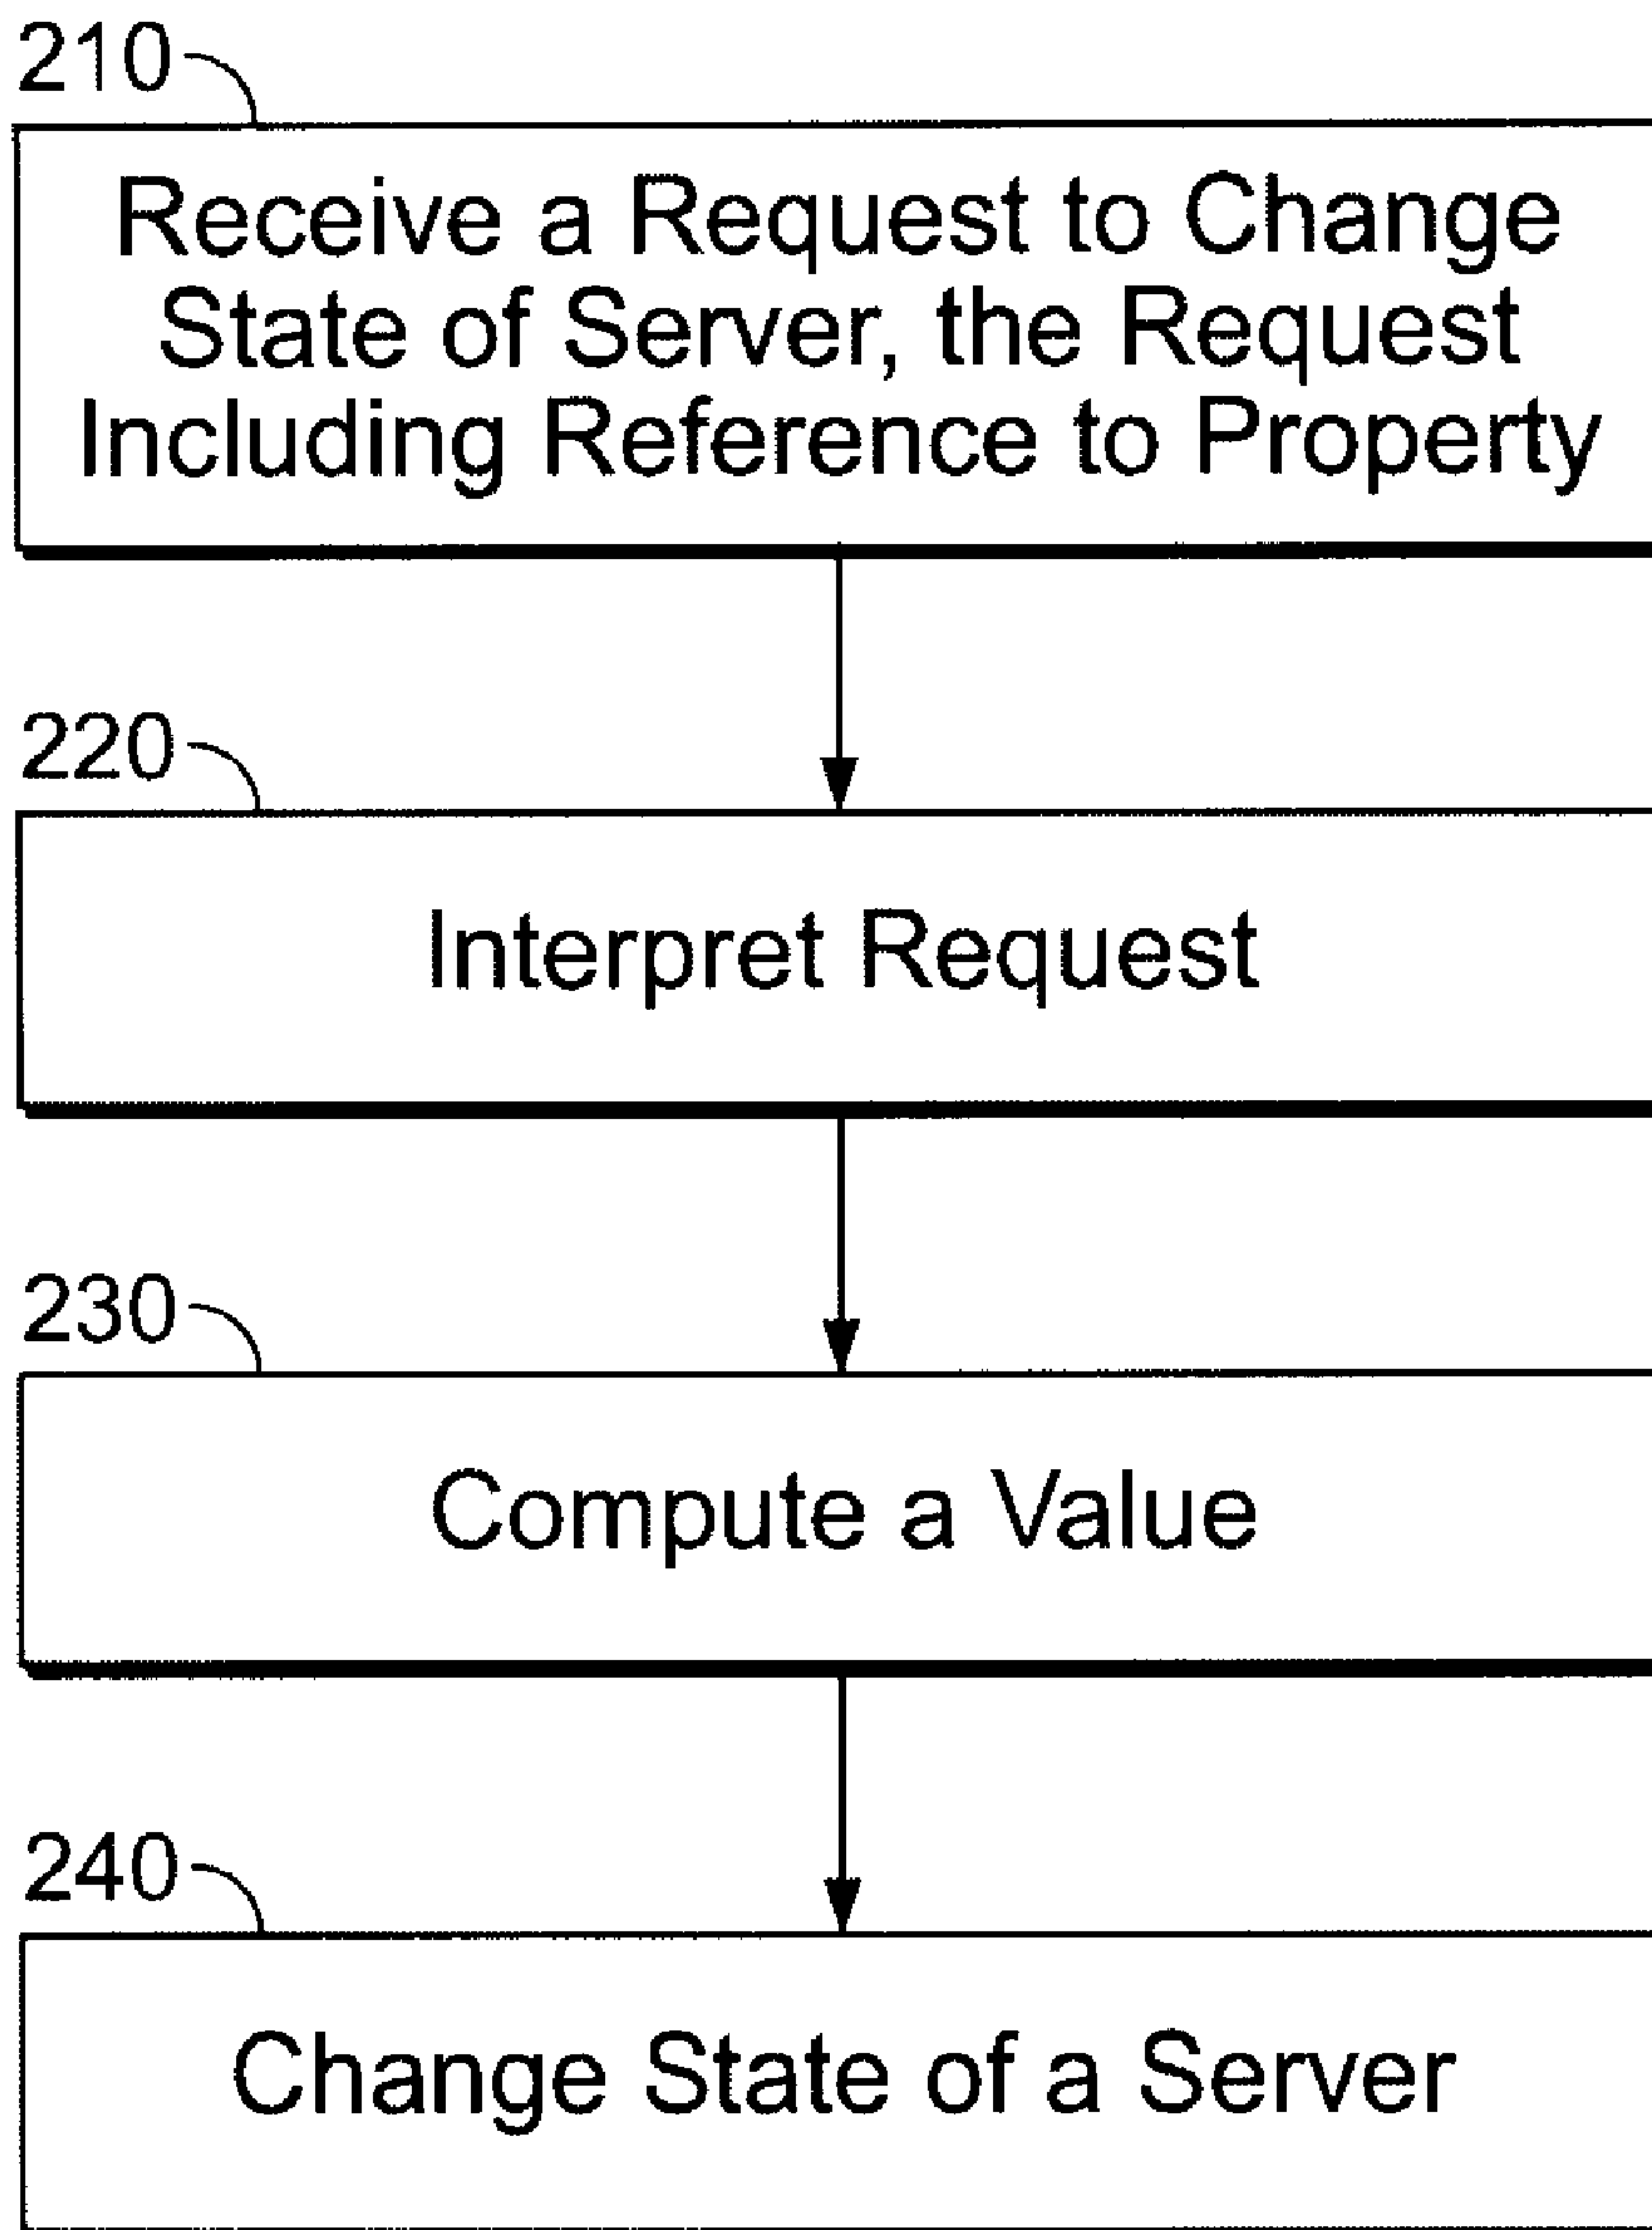 210
Receive a Request to Change
State of Server, the Request
Including Reference to Property
220
Interpret Request
230
Compute a Value
240
Change State of a Server